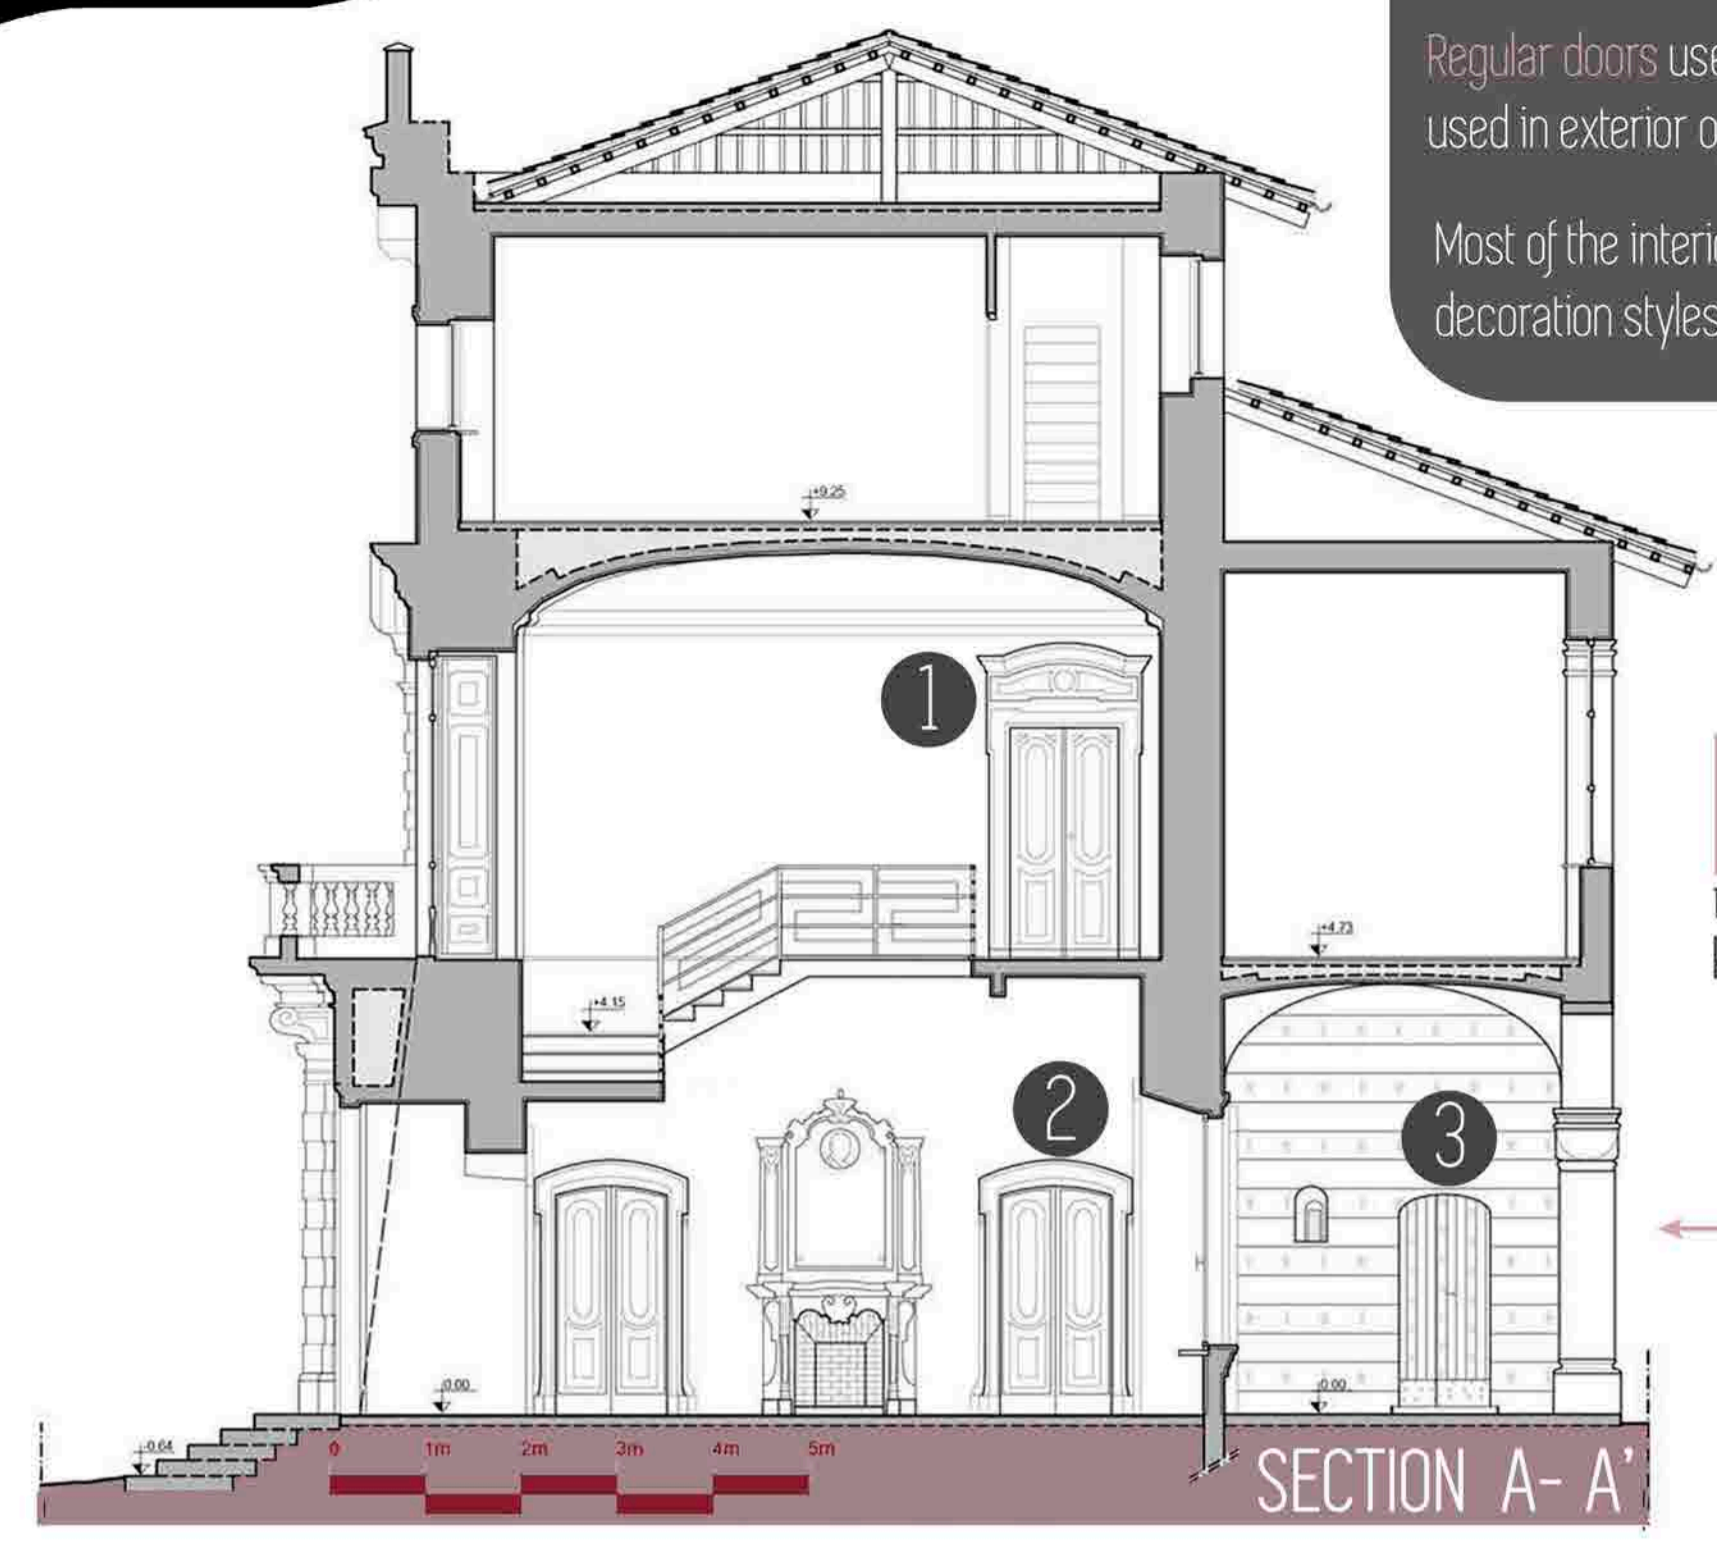 Regular doors use
used in exterior o
Most of the interi
decoration styles
+9.25
1
+4.73
+4.15
2
3
0.00
0.00
-0.64
0 1m 2m 3m 4m 5m
SECTION A- A'